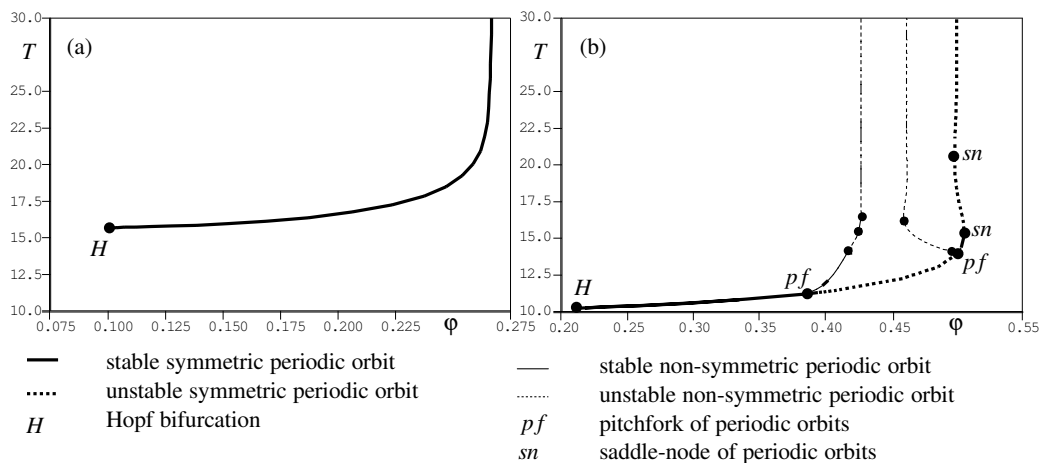 30.0
27.5
25.0
22.5
20.0
17.5
15.0
12.5
10.0
T
(a)
H
0.075
0.100
0.125
0.150
0.175
0.200
0.225
φ
0.275
30.0
27.5
25.0
22.5
20.0
17.5
15.0
12.5
10.0
T
(b)
sn
sn
pf
pf
H
0.20
0.25
0.30
0.35
0.40
0.45
φ
0.55
stable symmetric periodic orbit
unstable symmetric periodic orbit
H Hopf bifurcation
stable non-symmetric periodic orbit
unstable non-symmetric periodic orbit
pf pitchfork of periodic orbits
sn saddle-node of periodic orbits